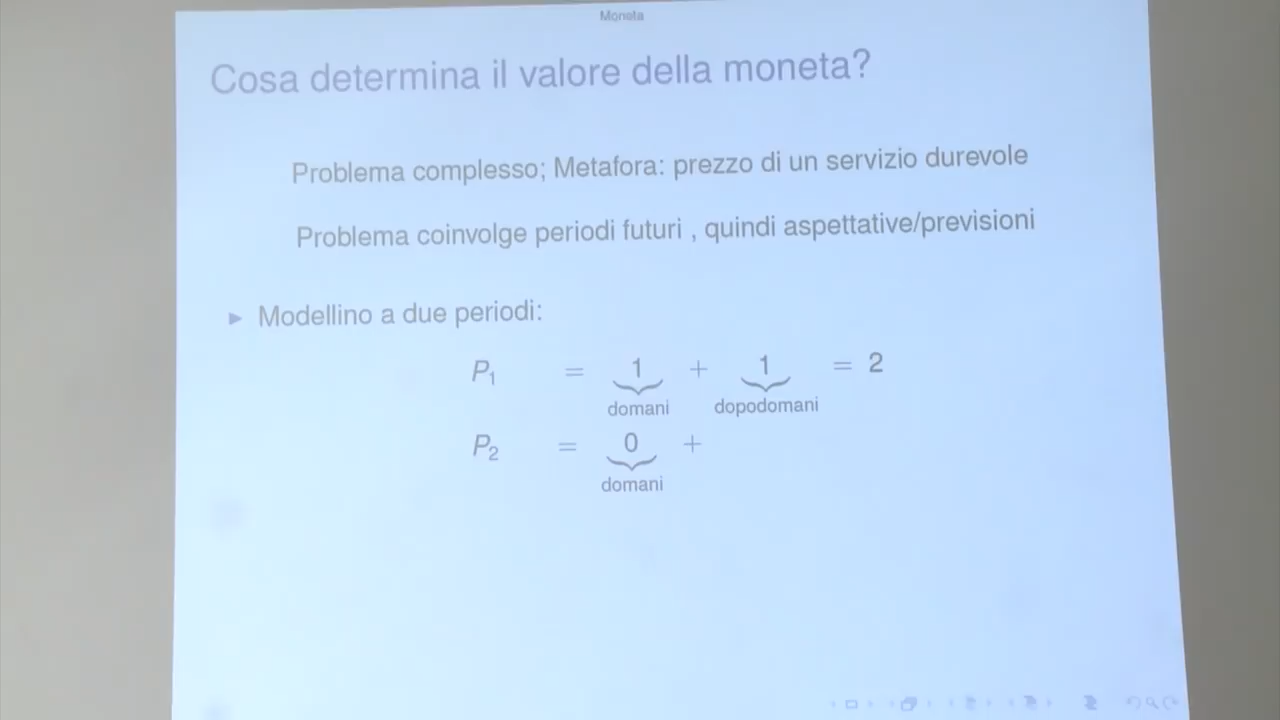 Moneta
Cosa determina il valore della moneta?
Problema complesso; Metafora: prezzo di un servizio durevole
Problema coinvolge periodi futuri , quindi aspettative/previsioni
► Modellino a due periodi:
P₁ = 1 + 1 = 2
domani dopodomani
P₂ = 0 +
domani